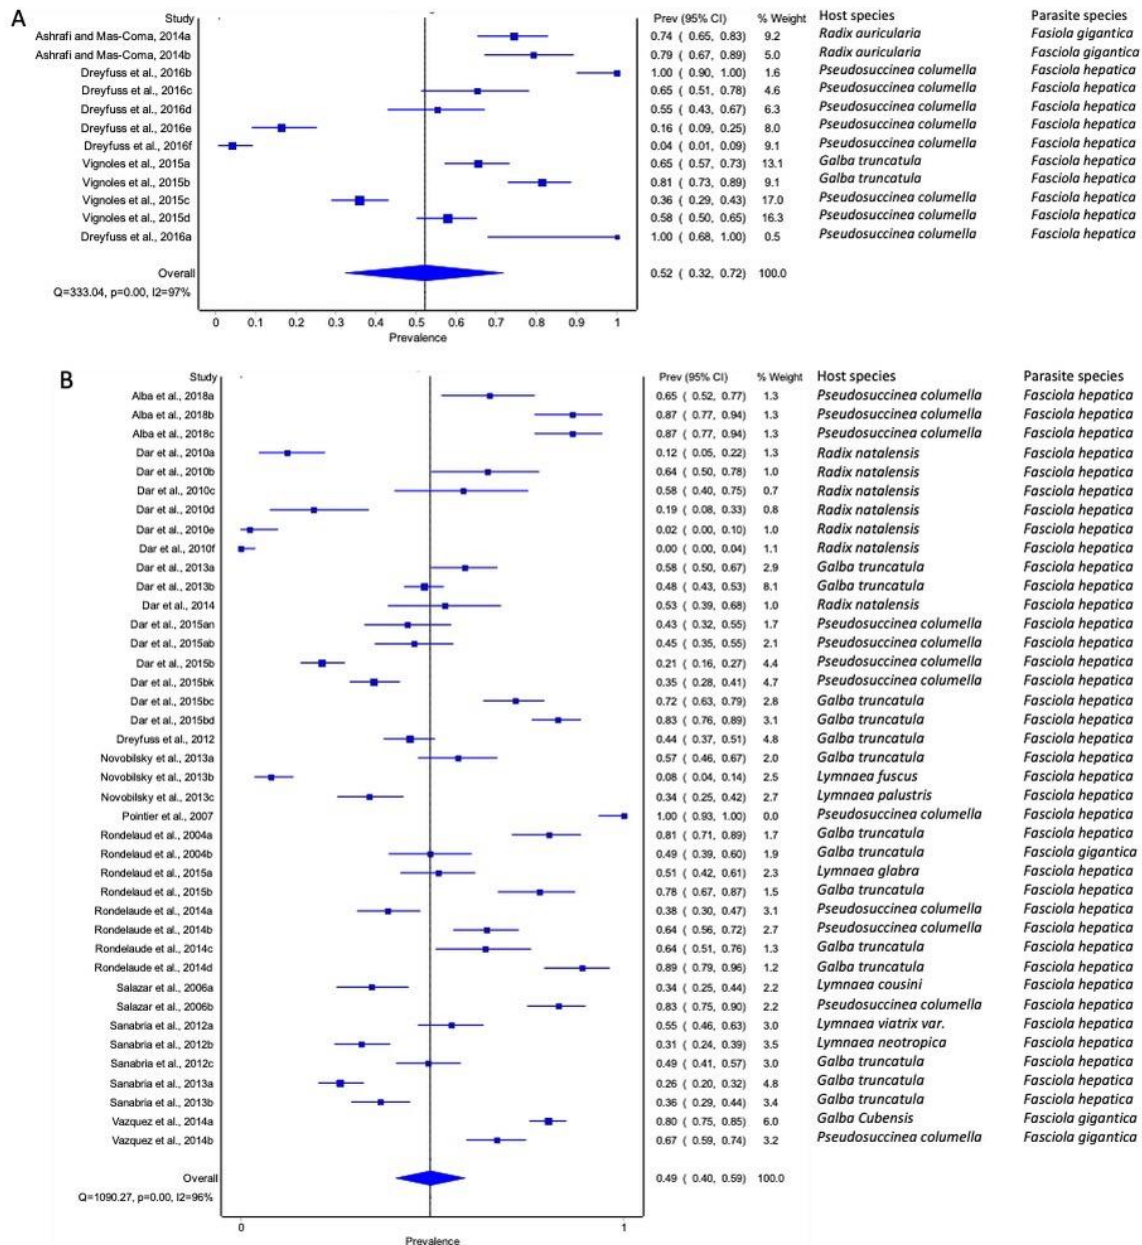 A
Study Prev (95% CI) % Weight Host species Parasite species
Ashrafi and Mas-Coma, 2014a 0.74 ( 0.65, 0.83) 9.2 Radix auricularia Fasiola gigantica
Ashrafi and Mas-Coma, 2014b 0.79 ( 0.67, 0.89) 5.0 Radix auricularia Fasciola gigantica
Dreyfuss et al., 2016b 1.00 ( 0.90, 1.00) 1.6 Pseudosuccinea columella Fasciola hepatica
Dreyfuss et al., 2016c 0.65 ( 0.51, 0.78) 4.6 Pseudosuccinea columella Fasciola hepatica
Dreyfuss et al., 2016d 0.55 ( 0.43, 0.67) 6.3 Pseudosuccinea columella Fasciola hepatica
Dreyfuss et al., 2016e 0.16 ( 0.09, 0.25) 8.0 Pseudosuccinea columella Fasciola hepatica
Dreyfuss et al., 2016f 0.04 ( 0.01, 0.09) 9.1 Pseudosuccinea columella Fasciola hepatica
Vignoles et al., 2015a 0.65 ( 0.57, 0.73) 13.1 Galba truncatula Fasciola hepatica
Vignoles et al., 2015b 0.81 ( 0.73, 0.89) 9.1 Galba truncatula Fasciola hepatica
Vignoles et al., 2015c 0.36 ( 0.29, 0.43) 17.0 Pseudosuccinea columella Fasciola hepatica
Vignoles et al., 2015d 0.58 ( 0.50, 0.65) 16.3 Pseudosuccinea columella Fasciola hepatica
Dreyfuss et al., 2016a 1.00 ( 0.68, 1.00) 0.5 Pseudosuccinea columella Fasciola hepatica
Overall 0.52 ( 0.32, 0.72) 100.0
Q=333.04, p=0.00, I2=97%
0 0.1 0.2 0.3 0.4 0.5 0.6 0.7 0.8 0.9 1
Prevalence
B
Study Prev (95% CI) % Weight Host species Parasite species
Alba et al., 2018a 0.65 ( 0.52, 0.77) 1.3 Pseudosuccinea columella Fasciola hepatica
Alba et al., 2018b 0.87 ( 0.77, 0.94) 1.3 Pseudosuccinea columella Fasciola hepatica
Alba et al., 2018c 0.87 ( 0.77, 0.94) 1.3 Pseudosuccinea columella Fasciola hepatica
Dar et al., 2010a 0.12 ( 0.05, 0.22) 1.3 Radix natalensis Fasciola hepatica
Dar et al., 2010b 0.64 ( 0.50, 0.78) 1.0 Radix natalensis Fasciola hepatica
Dar et al., 2010c 0.58 ( 0.40, 0.75) 0.7 Radix natalensis Fasciola hepatica
Dar et al., 2010d 0.19 ( 0.08, 0.33) 0.8 Radix natalensis Fasciola hepatica
Dar et al., 2010e 0.02 ( 0.00, 0.10) 1.0 Radix natalensis Fasciola hepatica
Dar et al., 2010f 0.00 ( 0.00, 0.04) 1.1 Radix natalensis Fasciola hepatica
Dar et al., 2013a 0.58 ( 0.50, 0.67) 2.9 Galba truncatula Fasciola hepatica
Dar et al., 2013b 0.48 ( 0.43, 0.53) 8.1 Galba truncatula Fasciola hepatica
Dar et al., 2014 0.53 ( 0.39, 0.68) 1.0 Radix natalensis Fasciola hepatica
Dar et al., 2015an 0.43 ( 0.32, 0.55) 1.7 Pseudosuccinea columella Fasciola hepatica
Dar et al., 2015ab 0.45 ( 0.35, 0.55) 2.1 Pseudosuccinea columella Fasciola hepatica
Dar et al., 2015b 0.21 ( 0.16, 0.27) 4.4 Pseudosuccinea columella Fasciola hepatica
Dar et al., 2015bk 0.35 ( 0.28, 0.41) 4.7 Pseudosuccinea columella Fasciola hepatica
Dar et al., 2015bc 0.72 ( 0.63, 0.79) 2.8 Galba truncatula Fasciola hepatica
Dar et al., 2015bd 0.83 ( 0.76, 0.89) 3.1 Galba truncatula Fasciola hepatica
Dreyfuss et al., 2012 0.44 ( 0.37, 0.51) 4.8 Galba truncatula Fasciola hepatica
Novobilsky et al., 2013a 0.57 ( 0.46, 0.67) 2.0 Galba truncatula Fasciola hepatica
Novobilsky et al., 2013b 0.08 ( 0.04, 0.14) 2.5 Lymnaea fuscus Fasciola hepatica
Novobilsky et al., 2013c 0.34 ( 0.25, 0.42) 2.7 Lymnaea palustris Fasciola hepatica
Pointier et al., 2007 1.00 ( 0.93, 1.00) 0.0 Pseudosuccinea columella Fasciola hepatica
Rondelaud et al., 2004a 0.81 ( 0.71, 0.89) 1.7 Galba truncatula Fasciola hepatica
Rondelaud et al., 2004b 0.49 ( 0.39, 0.60) 1.9 Galba truncatula Fasciola gigantica
Rondelaud et al., 2015a 0.51 ( 0.42, 0.61) 2.3 Lymnaea glabra Fasciola hepatica
Rondelaud et al., 2015b 0.78 ( 0.67, 0.87) 1.5 Galba truncatula Fasciola hepatica
Rondelaude et al., 2014a 0.38 ( 0.30, 0.47) 3.1 Pseudosuccinea columella Fasciola hepatica
Rondelaude et al., 2014b 0.64 ( 0.56, 0.72) 2.7 Pseudosuccinea columella Fasciola hepatica
Rondelaude et al., 2014c 0.64 ( 0.51, 0.76) 1.3 Galba truncatula Fasciola hepatica
Rondelaude et al., 2014d 0.89 ( 0.79, 0.96) 1.2 Galba truncatula Fasciola hepatica
Salazar et al., 2006a 0.34 ( 0.25, 0.44) 2.2 Lymnaea cousini Fasciola hepatica
Salazar et al., 2006b 0.83 ( 0.75, 0.90) 2.2 Pseudosuccinea columella Fasciola hepatica
Sanabria et al., 2012a 0.55 ( 0.46, 0.63) 3.0 Lymnaea viatrix var. Fasciola hepatica
Sanabria et al., 2012b 0.31 ( 0.24, 0.39) 3.5 Lymnaea neotropica Fasciola hepatica
Sanabria et al., 2012c 0.49 ( 0.41, 0.57) 3.0 Galba truncatula Fasciola hepatica
Sanabria et al., 2013a 0.26 ( 0.20, 0.32) 4.8 Galba truncatula Fasciola hepatica
Sanabria et al., 2013b 0.36 ( 0.29, 0.44) 3.4 Galba truncatula Fasciola hepatica
Vazquez et al., 2014a 0.80 ( 0.75, 0.85) 6.0 Galba Cubensis Fasciola gigantica
Vazquez et al., 2014b 0.67 ( 0.59, 0.74) 3.2 Pseudosuccinea columella Fasciola gigantica
Overall 0.49 ( 0.40, 0.59) 100.0
Q=1090.27, p=0.00, I2=96%
0 1
Prevalence